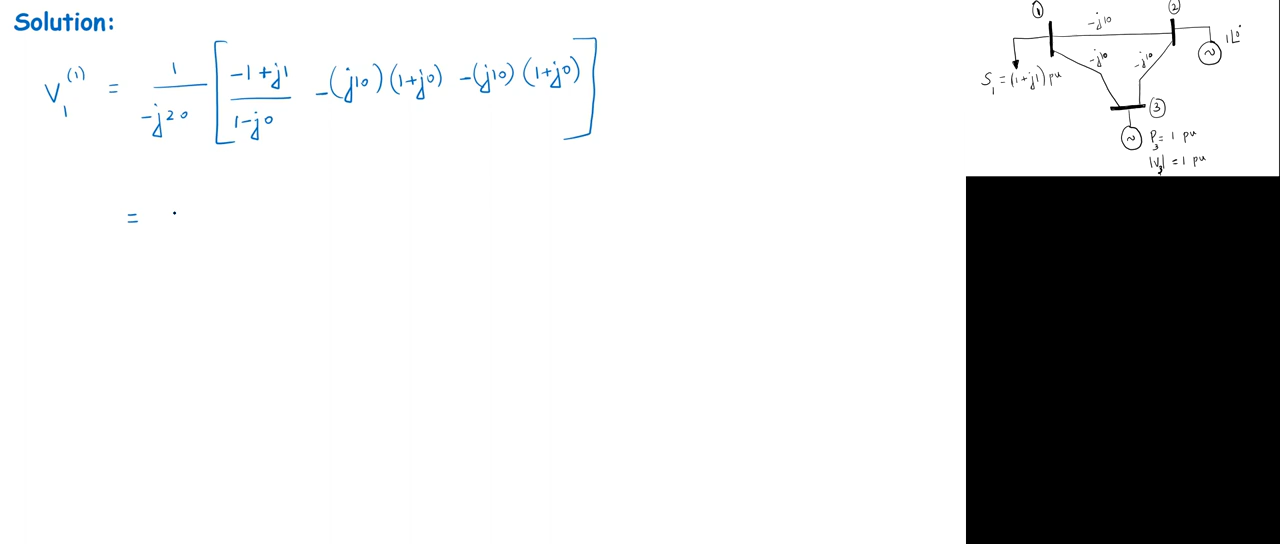 Solution:
V₁⁽¹⁾ = 1/(-j20) [ (-1+j1)/(1-j0) -(j10)(1+j0) -(j10)(1+j0) ]
=
① ②
-j10
1∠0°
-j10 -j10
S₁ = (1+j1) pu
③
P₃ = 1 pu
|V₃| = 1 pu